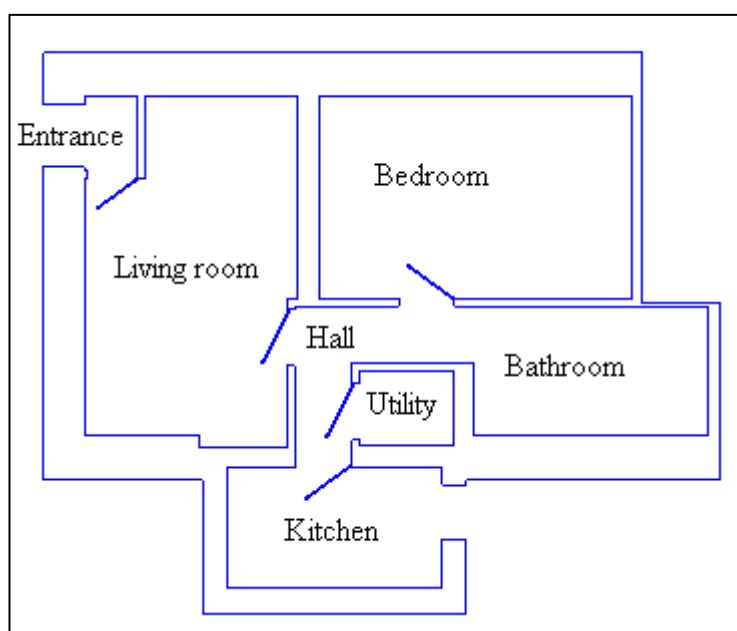 Entrance
Bedroom
Living room
Hall
Bathroom
Utility
Kitchen